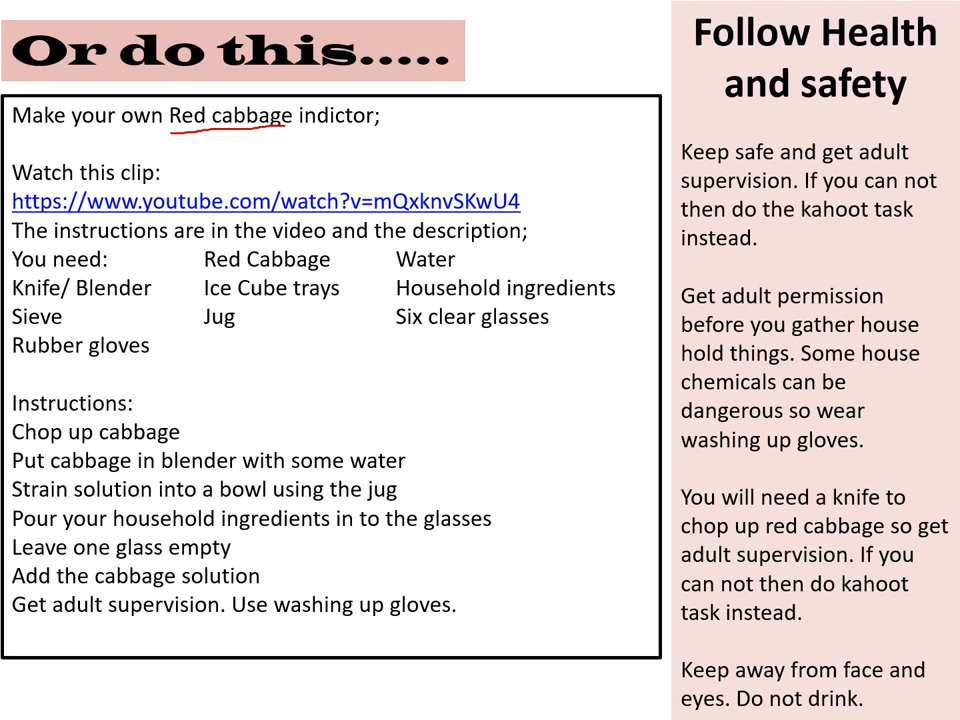 Or do this.....
Make your own Red cabbage indictor;
Watch this clip:
https://www.youtube.com/watch?v=mQxknvSKwU4
The instructions are in the video and the description;
You need: Red Cabbage Water
Knife/ Blender Ice Cube trays Household ingredients
Sieve Jug Six clear glasses
Rubber gloves
Instructions:
Chop up cabbage
Put cabbage in blender with some water
Strain solution into a bowl using the jug
Pour your household ingredients in to the glasses
Leave one glass empty
Add the cabbage solution
Get adult supervision. Use washing up gloves.
Follow Health
and safety
Keep safe and get adult
supervision. If you can not
then do the kahoot task
instead.
Get adult permission
before you gather house
hold things. Some house
chemicals can be
dangerous so wear
washing up gloves.
You will need a knife to
chop up red cabbage so get
adult supervision. If you
can not then do kahoot
task instead.
Keep away from face and
eyes. Do not drink.